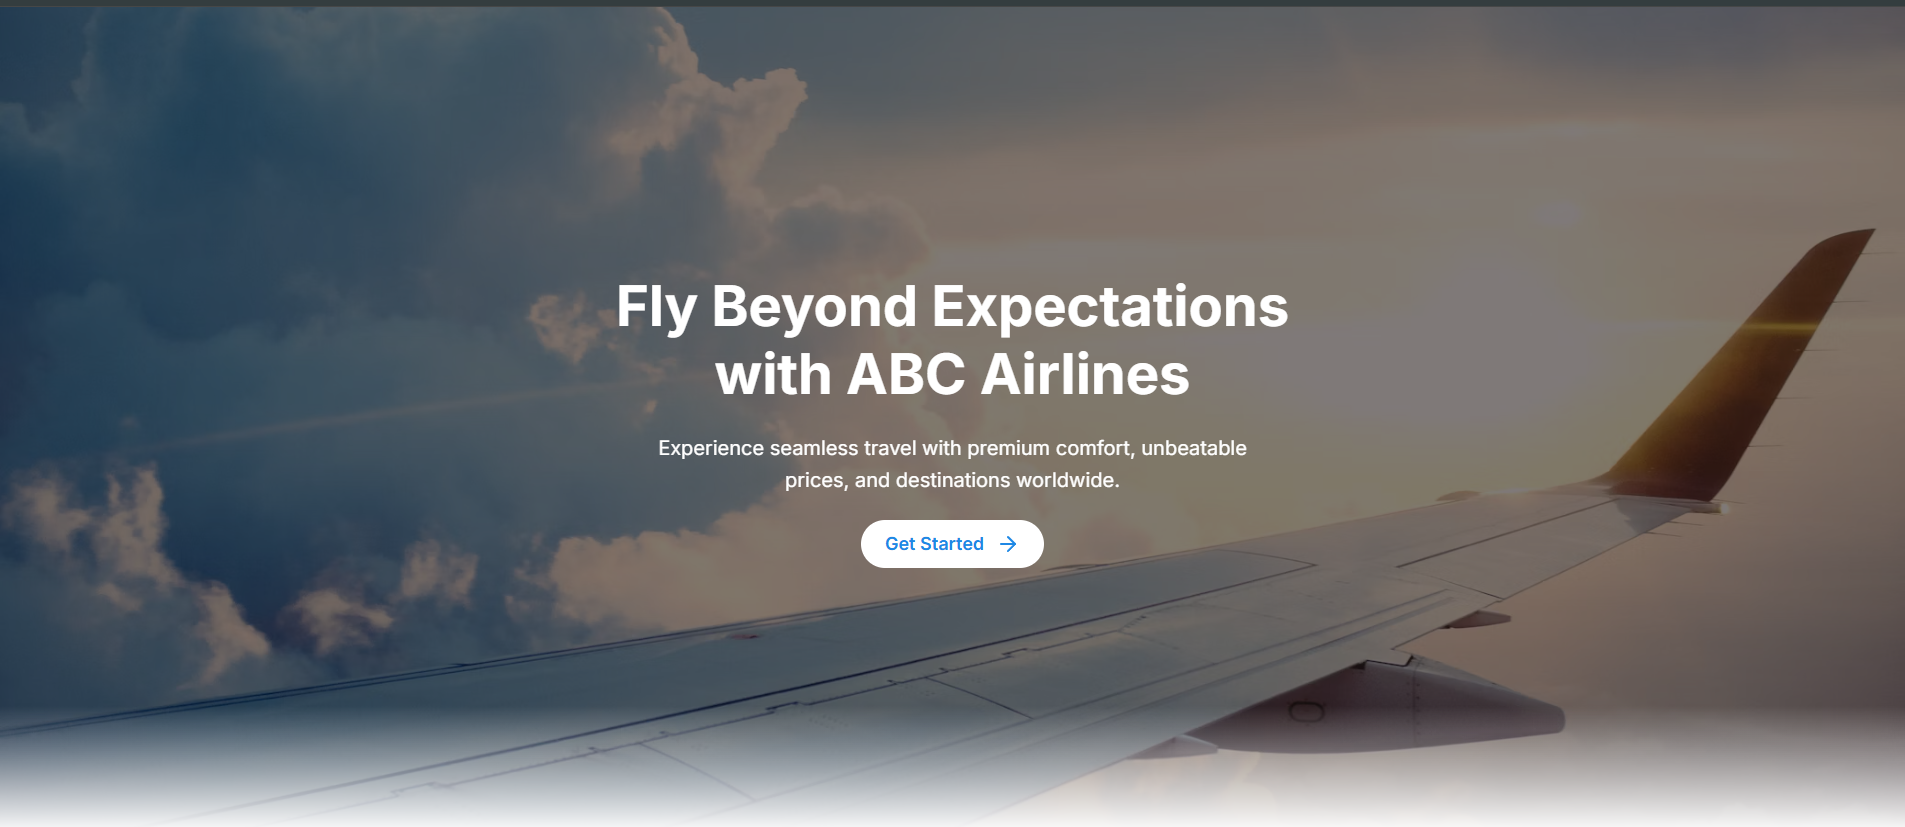 Fly Beyond Expectations
with ABC Airlines
Experience seamless travel with premium comfort, unbeatable
prices, and destinations worldwide.
Get Started